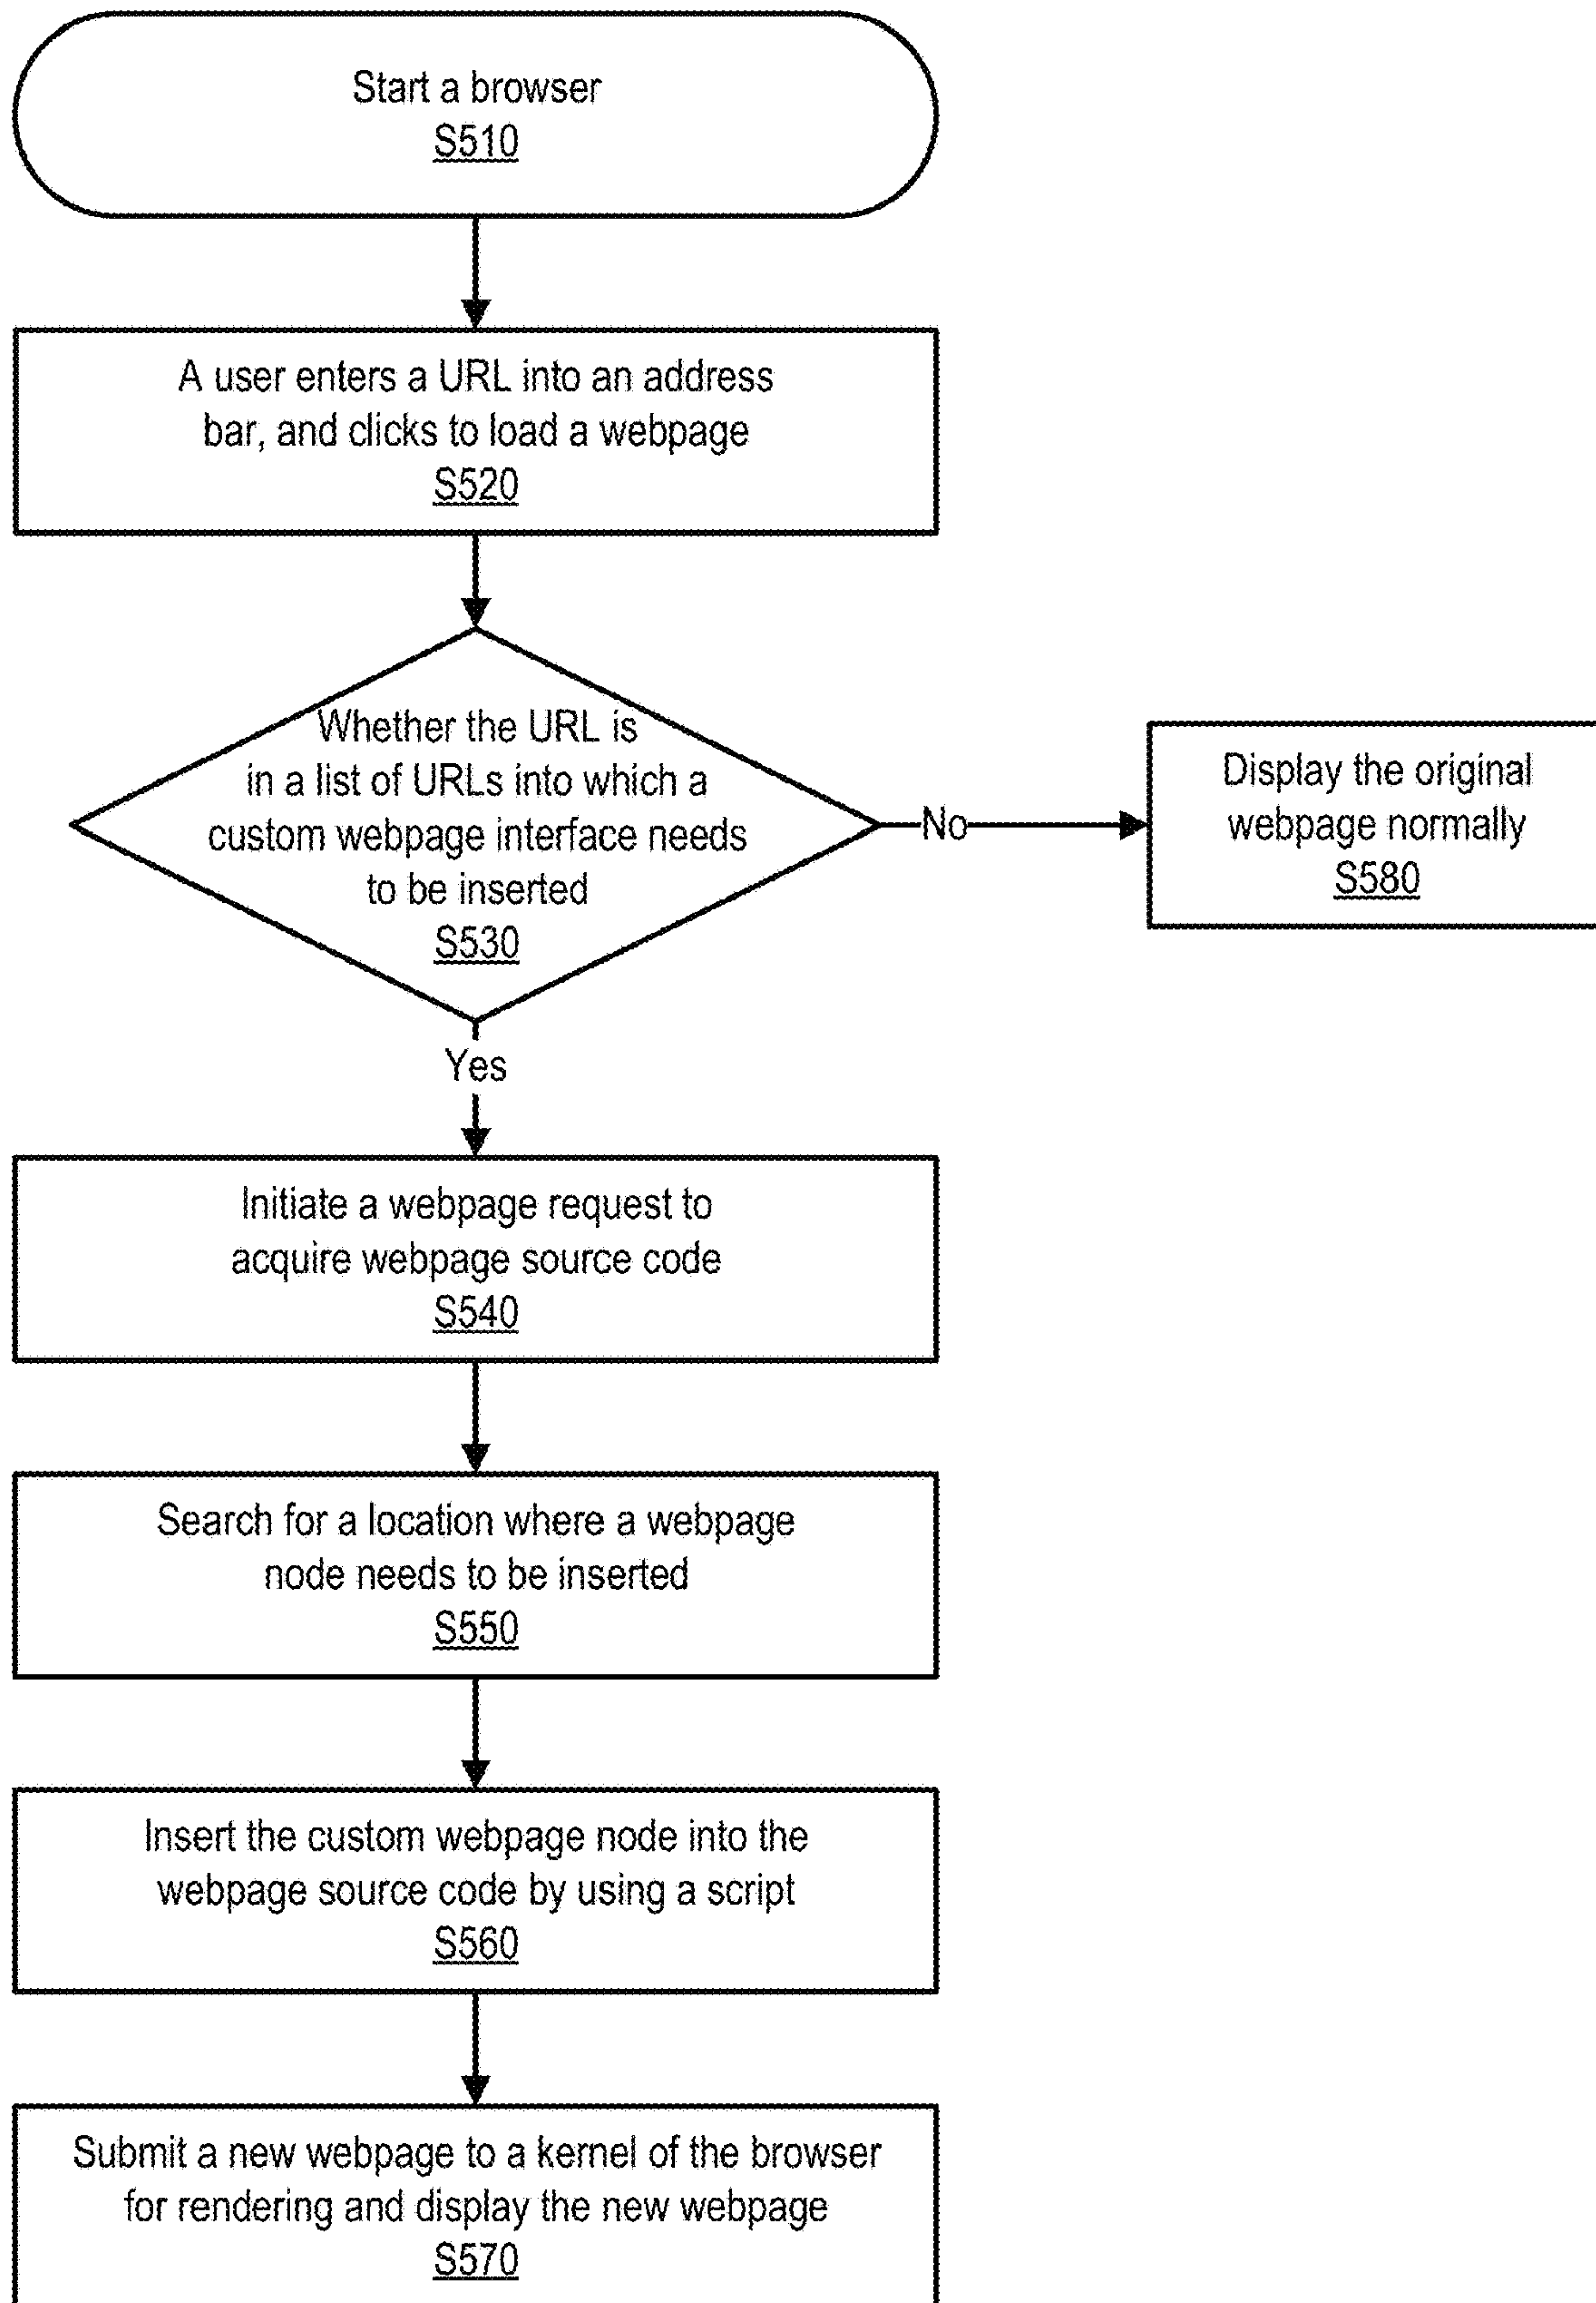 Start a browser
S510
A user enters a URL into an address
bar, and clicks to load a webpage
S520
Whether the URL is
in a list of URLs into which a
custom webpage interface needs
to be inserted
S530
No
Display the original
webpage normally
S580
Yes
Initiate a webpage request to
acquire webpage source code
S540
Search for a location where a webpage
node needs to be inserted
S550
Insert the custom webpage node into the
webpage source code by using a script
S560
Submit a new webpage to a kernel of the browser
for rendering and display the new webpage
S570